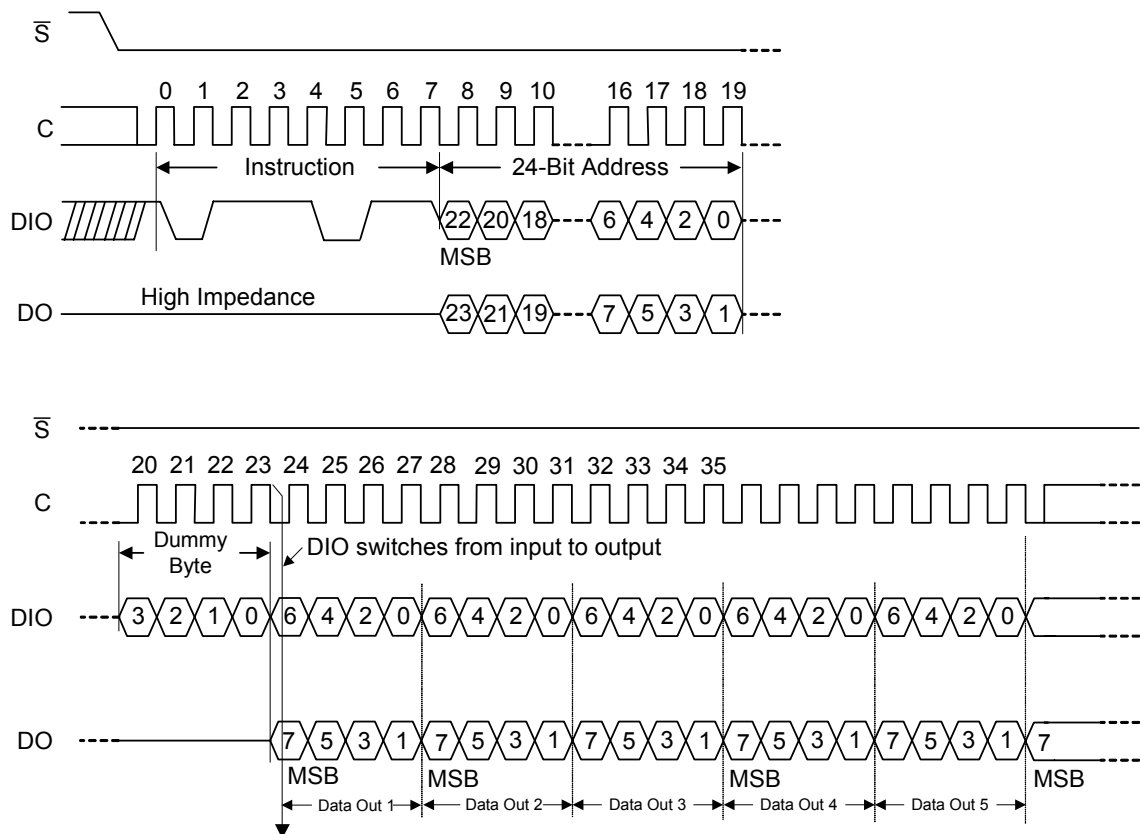 S
0 1 2 3 4 5 6 7 8 9 10 16 17 18 19
C
Instruction 24-Bit Address
DIO 22 20 18 6 4 2 0
MSB
High Impedance
DO 23 21 19 7 5 3 1
S
20 21 22 23 24 25 26 27 28 29 30 31 32 33 34 35
C
Dummy
Byte
DIO switches from input to output
DIO 3 2 1 0 6 4 2 0 6 4 2 0 6 4 2 0 6 4 2 0 6 4 2 0
DO 7 5 3 1 7 5 3 1 7 5 3 1 7 5 3 1 7 5 3 1 7
MSB MSB MSB MSB
Data Out 1 Data Out 2 Data Out 3 Data Out 4 Data Out 5